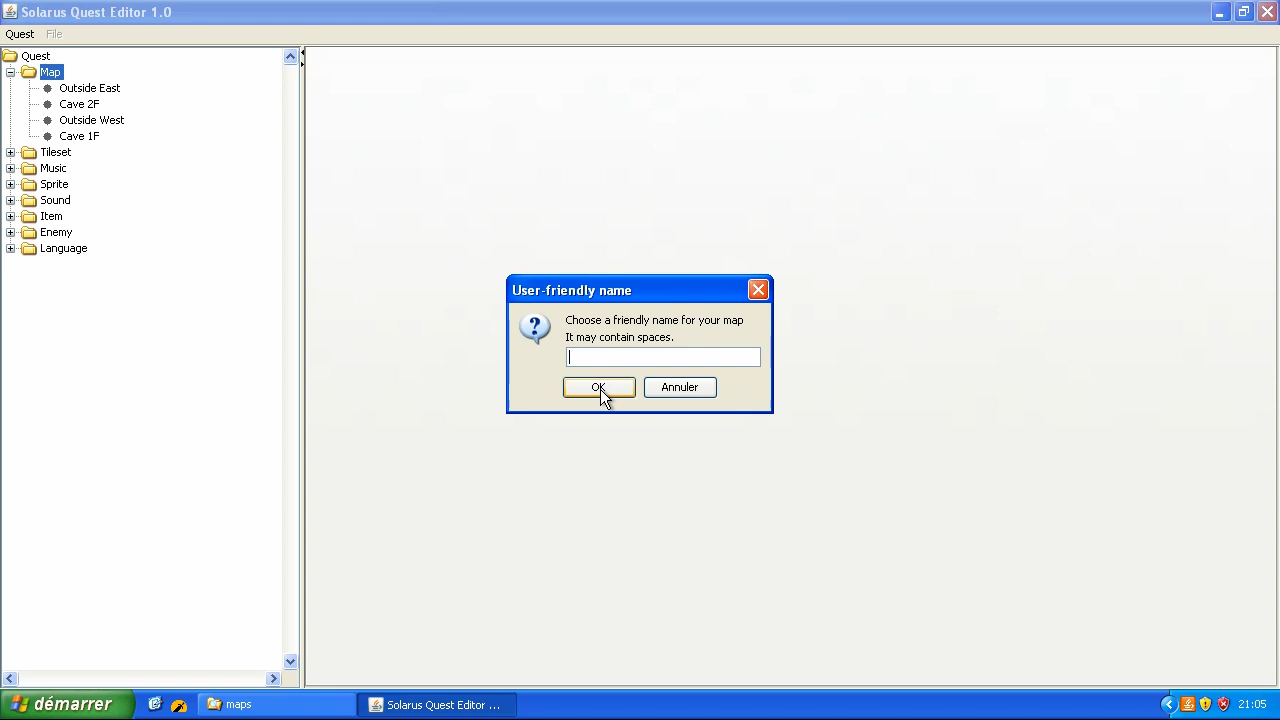 Solarus Quest Editor 1.0
Quest File
Quest
Map
Outside East
Cave 2F
Outside West
Cave 1F
Tileset
Music
Sprite
Sound
Item
Enemy
Language
User-friendly name
Choose a friendly name for your map
It may contain spaces.
OK Annuler
démarrer maps Solarus Quest Editor ... 21:05